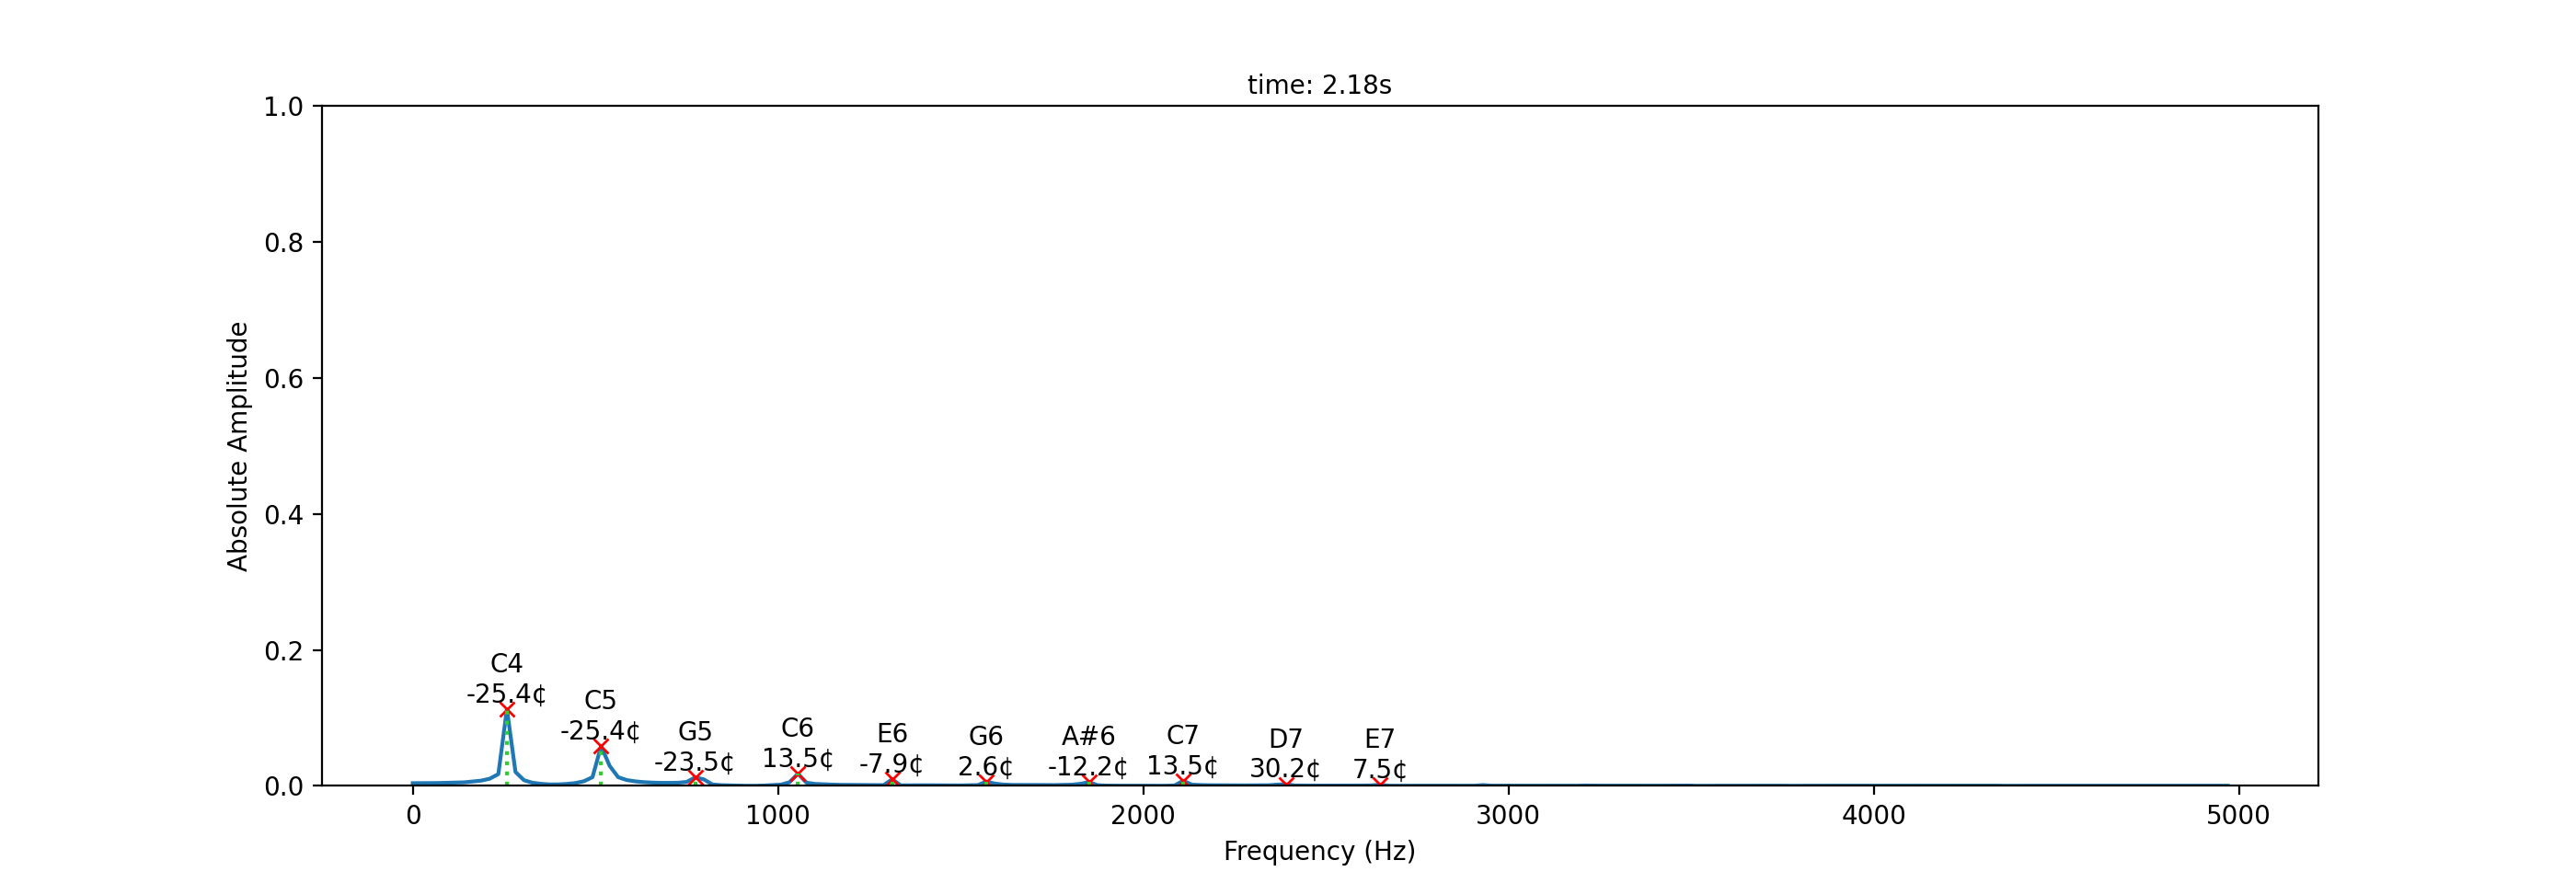 time: 2.18s
1.0
0.8
0.6
0.4
0.2
0.0
Absolute Amplitude
C4
-25.4¢
C5
-25.4¢
G5
-23.5¢
C6
13.5¢
E6
-7.9¢
G6
2.6¢
A#6
-12.2¢
C7
13.5¢
D7
30.2¢
E7
7.5¢
0 1000 2000 3000 4000 5000
Frequency (Hz)